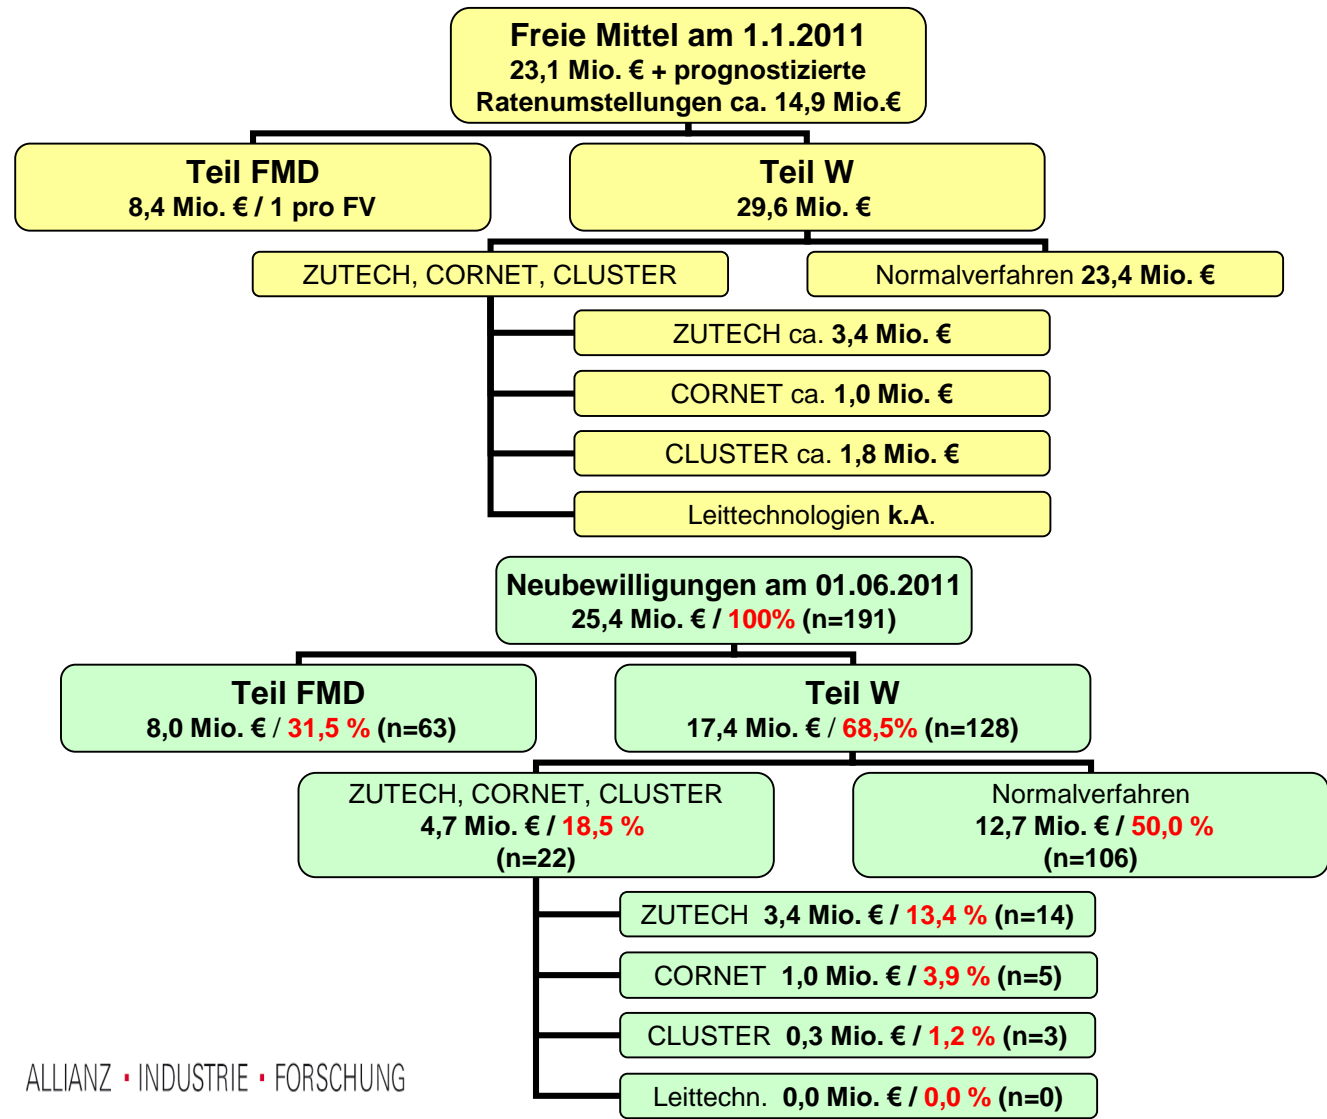 Freie Mittel am 1.1.2011
23,1 Mio. € + prognostizierte
Ratenumstellungen ca. 14,9 Mio.€
Teil FMD
8,4 Mio. € / 1 pro FV
Teil W
29,6 Mio. €
ZUTECH, CORNET, CLUSTER
Normalverfahren 23,4 Mio. €
ZUTECH ca. 3,4 Mio. €
CORNET ca. 1,0 Mio. €
CLUSTER ca. 1,8 Mio. €
Leittechnologien k.A.
Neubewilligungen am 01.06.2011
25,4 Mio. € / 100% (n=191)
Teil FMD
8,0 Mio. € / 31,5 % (n=63)
Teil W
17,4 Mio. € / 68,5% (n=128)
ZUTECH, CORNET, CLUSTER
4,7 Mio. € / 18,5 %
(n=22)
Normalverfahren
12,7 Mio. € / 50,0 %
(n=106)
ZUTECH 3,4 Mio. € / 13,4 % (n=14)
CORNET 1,0 Mio. € / 3,9 % (n=5)
CLUSTER 0,3 Mio. € / 1,2 % (n=3)
Leittechn. 0,0 Mio. € / 0,0 % (n=0)
ALLIANZ · INDUSTRIE · FORSCHUNG